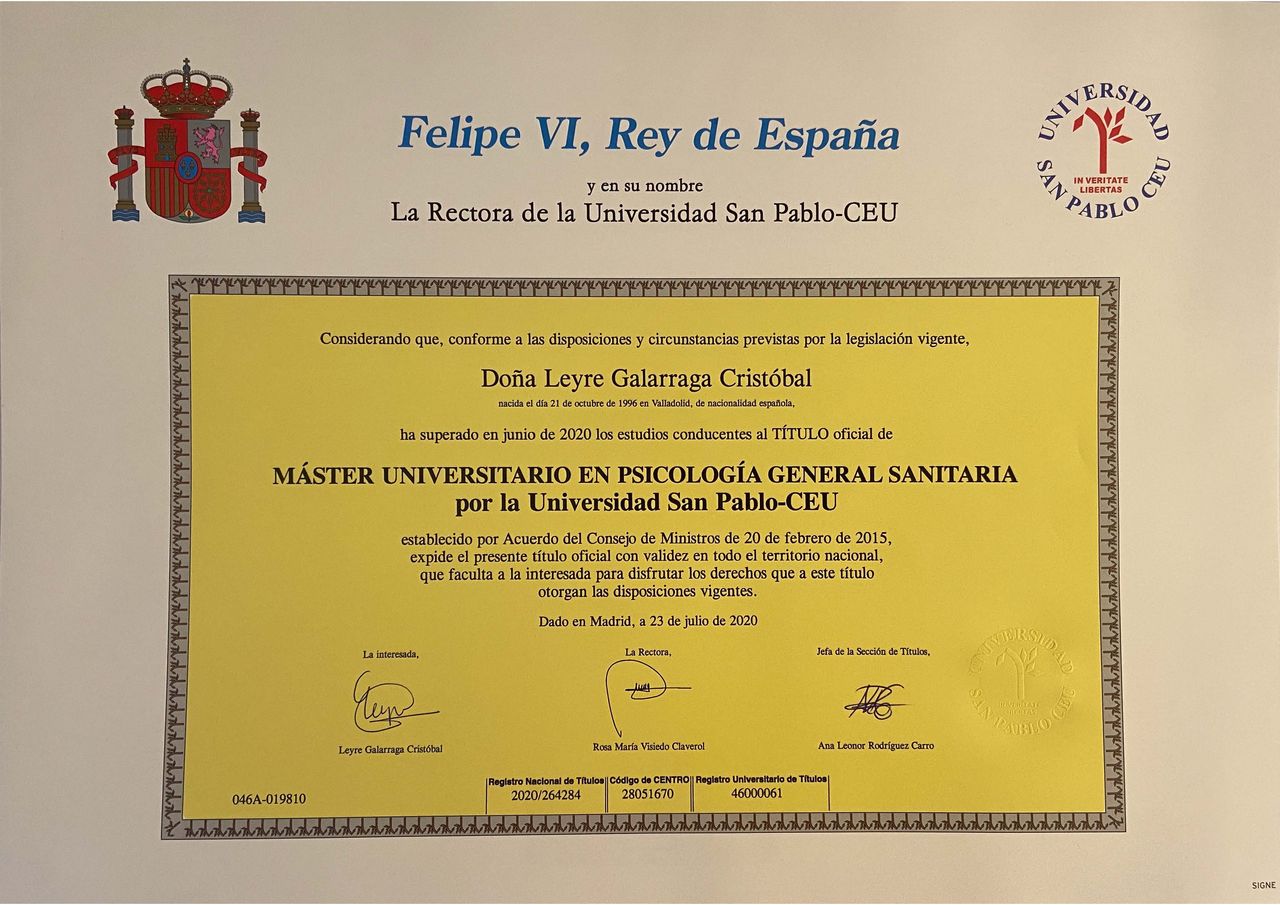 Felipe VI, Rey de España
y en su nombre
La Rectora de la Universidad San Pablo-CEU
UNIVERSIDAD
SAN PABLO CEU
IN VERITATE
LIBERTAS
Considerando que, conforme a las disposiciones y circunstancias previstas por la legislación vigente,
Doña Leyre Galarraga Cristóbal
nacida el día 21 de octubre de 1996 en Valladolid, de nacionalidad española,
ha superado en junio de 2020 los estudios conducentes al TÍTULO oficial de
MÁSTER UNIVERSITARIO EN PSICOLOGÍA GENERAL SANITARIA
por la Universidad San Pablo-CEU
establecido por Acuerdo del Consejo de Ministros de 20 de febrero de 2015,
expide el presente título oficial con validez en todo el territorio nacional,
que faculta a la interesada para disfrutar los derechos que a este título
otorgan las disposiciones vigentes.
Dado en Madrid, a 23 de julio de 2020
La interesada,
La Rectora,
Jefa de la Sección de Títulos,
Leyre
Leyre Galarraga Cristóbal
Rosa María Visiedo Claverol
Ana Leonor Rodríguez Carro
UNIVERSIDAD
SAN PABLO CEU
Registro Nacional de Títulos Código de CENTRO Registro Universitario de Títulos
046A-019810 2020/264284 28051670 46000061
SIGNE